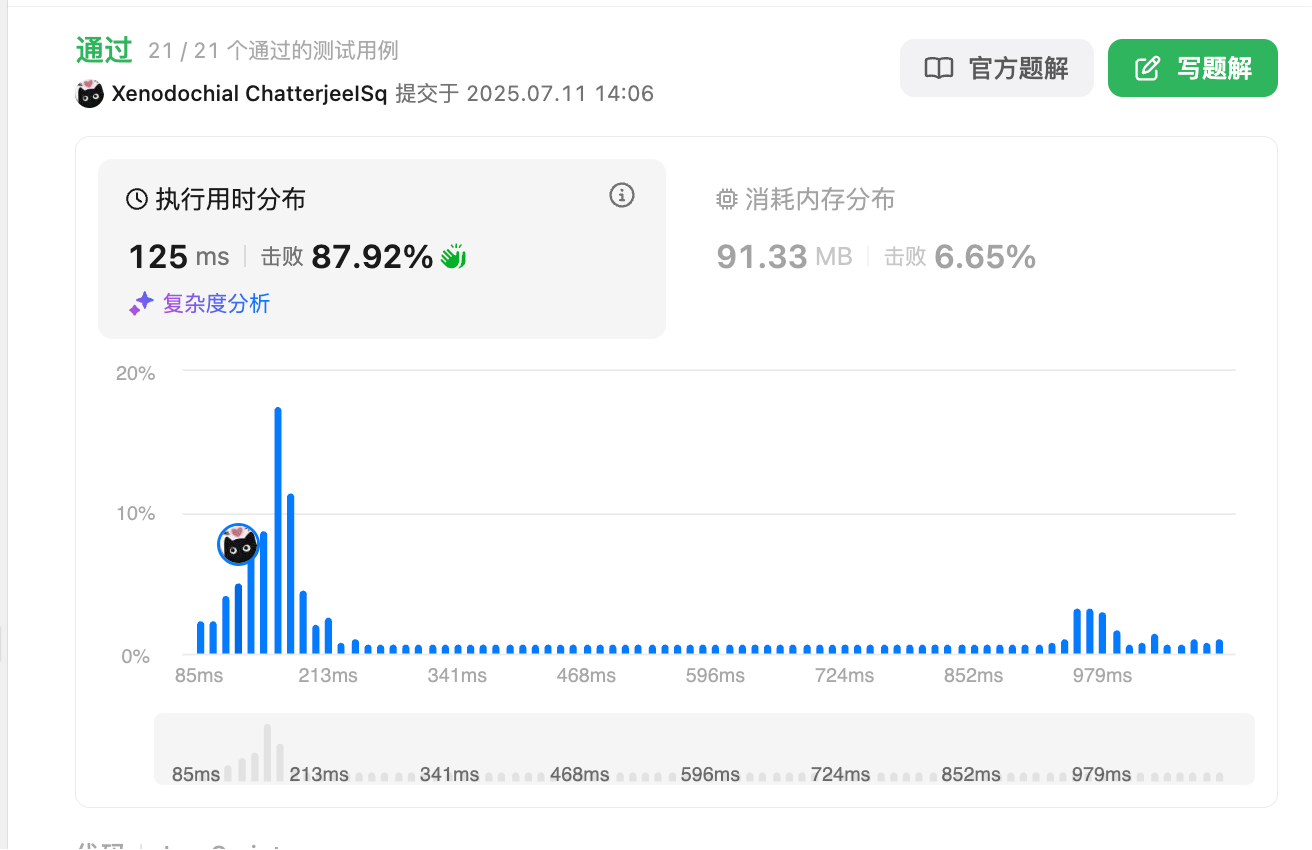 通过 21 / 21 个通过的测试用例
官方题解
写题解
Xenodochial ChatterjeeISq 提交于 2025.07.11 14:06
执行用时分布
125 ms 击败 87.92%
复杂度分析
消耗内存分布
91.33 MB 击败 6.65%
20%
10%
0%
85ms 213ms 341ms 468ms 596ms 724ms 852ms 979ms
85ms 213ms 341ms 468ms 596ms 724ms 852ms 979ms